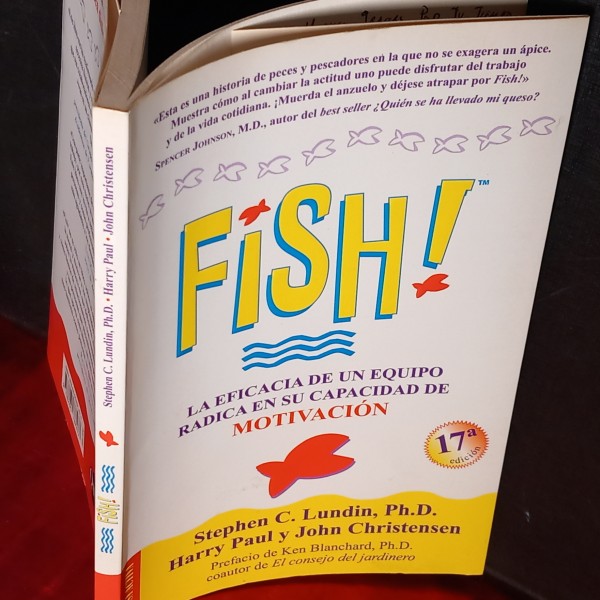 «Esta es una historia de peces y pescadores en la que no se exagera un ápice.
Muestra cómo al cambiar la actitud uno puede disfrutar del trabajo
y de la vida cotidiana. ¡Muerda el anzuelo y déjese atrapar por Fish!»
SPENCER JOHNSON, M.D., autor del best seller ¿Quién se ha llevado mi queso?
FiSH!™
LA EFICACIA DE UN EQUIPO
RADICA EN SU CAPACIDAD DE
MOTIVACIÓN
17ª
edición
Stephen C. Lundin, Ph.D.
Harry Paul y John Christensen
Prefacio de Ken Blanchard, Ph.D.
coautor de El consejo del jardinero
Stephen C. Lundin, Ph.D. • Harry Paul • John Christensen
FiSH!